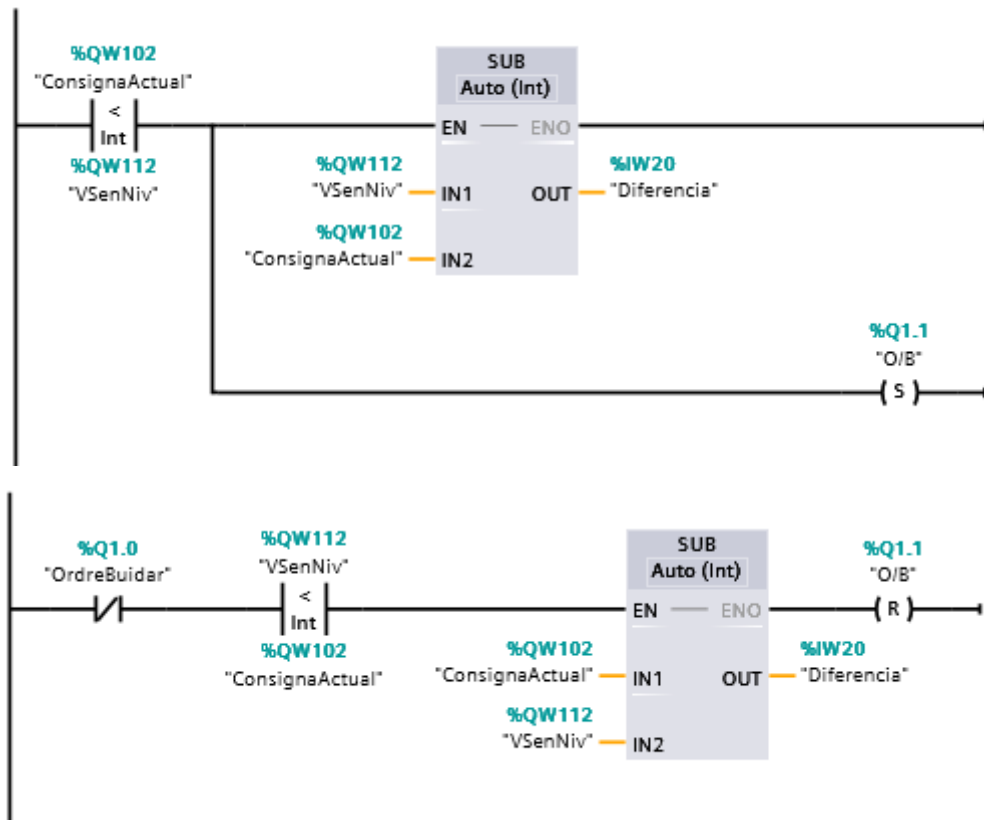 %QW102
"ConsignaActual"
<
Int
%QW112
"VSenNiv"
SUB
Auto (Int)
EN ENO
%QW112
"VSenNiv" IN1
OUT %IW20
"Diferencia"
%QW102
"ConsignaActual" IN2
%Q1.1
"O/B"
( S )
%Q1.0
"OrdreBuidar"
%QW112
"VSenNiv"
<
Int
%QW102
"ConsignaActual"
SUB
Auto (Int)
EN ENO
%QW102
"ConsignaActual" IN1
OUT %IW20
"Diferencia"
%QW112
"VSenNiv" IN2
%Q1.1
"O/B"
( R )